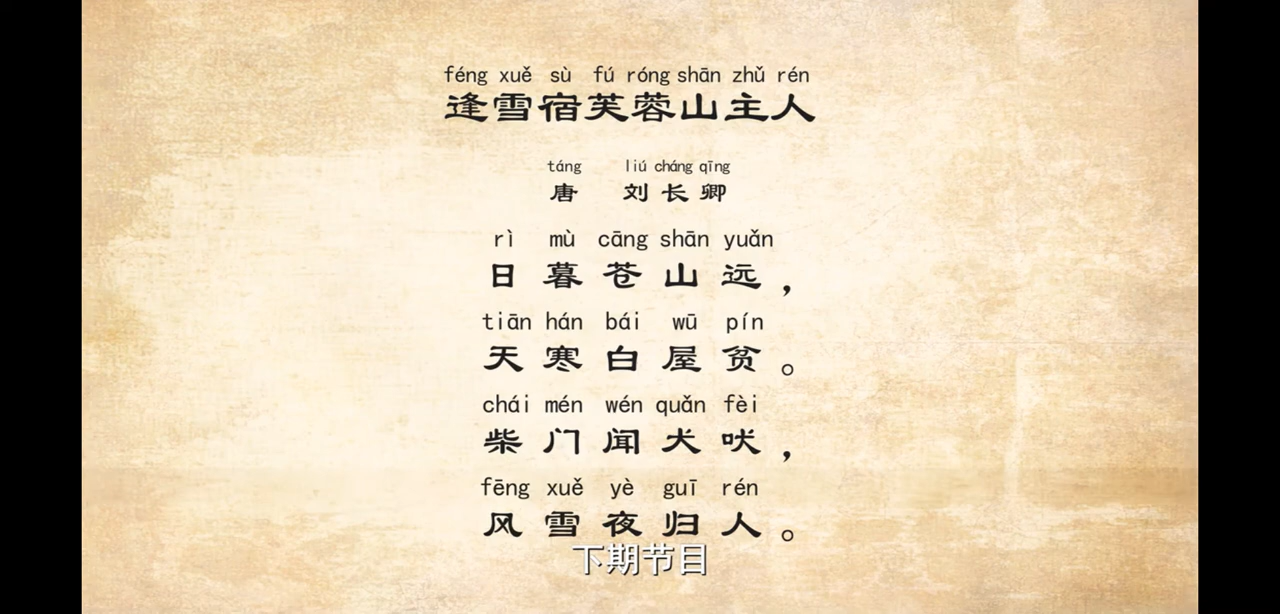 féng xuě sù fú róng shān zhǔ rén
逢雪宿芙蓉山主人
táng liú cháng qīng
唐 刘长卿
rì mù cāng shān yuǎn
日暮苍山远，
tiān hán bái wū pín
天寒白屋贫。
chái mén wén quǎn fèi
柴门闻犬吠，
fēng xuě yè guī rén
风雪夜归人。
下期节目